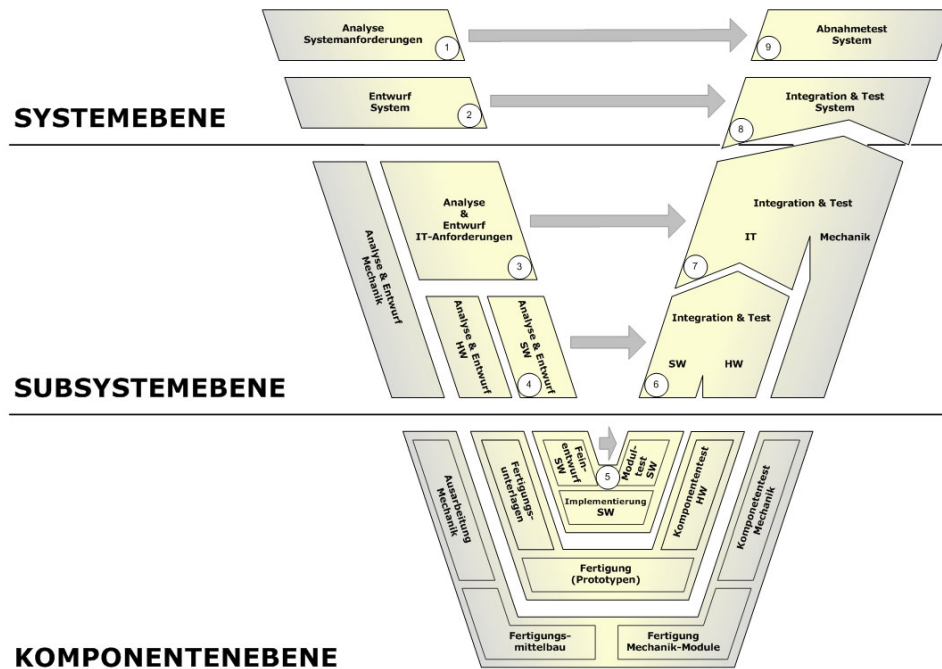 Analyse
Systemanforderungen
1
9
Abnahmetest
System
Entwurf
System
2
Integration & Test
System
8
SYSTEMEBENE
Analyse & Entwurf
Mechanik
Analyse
&
Entwurf
IT-Anforderungen
3
Integration & Test
IT
Mechanik
7
Analyse & Entwurf
HW
Analyse & Entwurf
SW
4
Integration & Test
SW
HW
6
SUBSYSTEMEBENE
Ausarbeitung
Mechanik
Fertigungs-
unterlagen
Fein-
entwurf
SW
5
Modul-
test
SW
Implementierung
SW
Komponententest
HW
Komponetentest
Mechanik
Fertigung
(Prototypen)
Fertigungs-
mittelbau
Fertigung
Mechanik-Module
KOMPONENTENEBENE